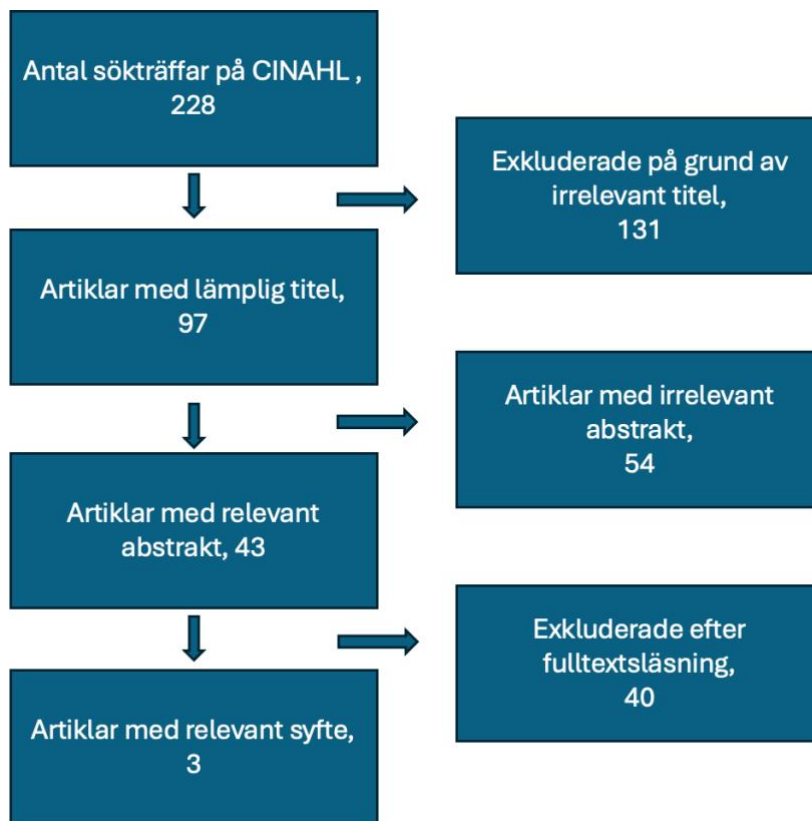 Antal sökträffar på CINAHL ,
228
Exkluderade på grund av
irrelevant titel,
131
Artiklar med lämplig titel,
97
Artiklar med irrelevant
abstrakt,
54
Artiklar med relevant
abstrakt, 43
Exkluderade efter
fulltextsläsning,
40
Artiklar med relevant syfte,
3